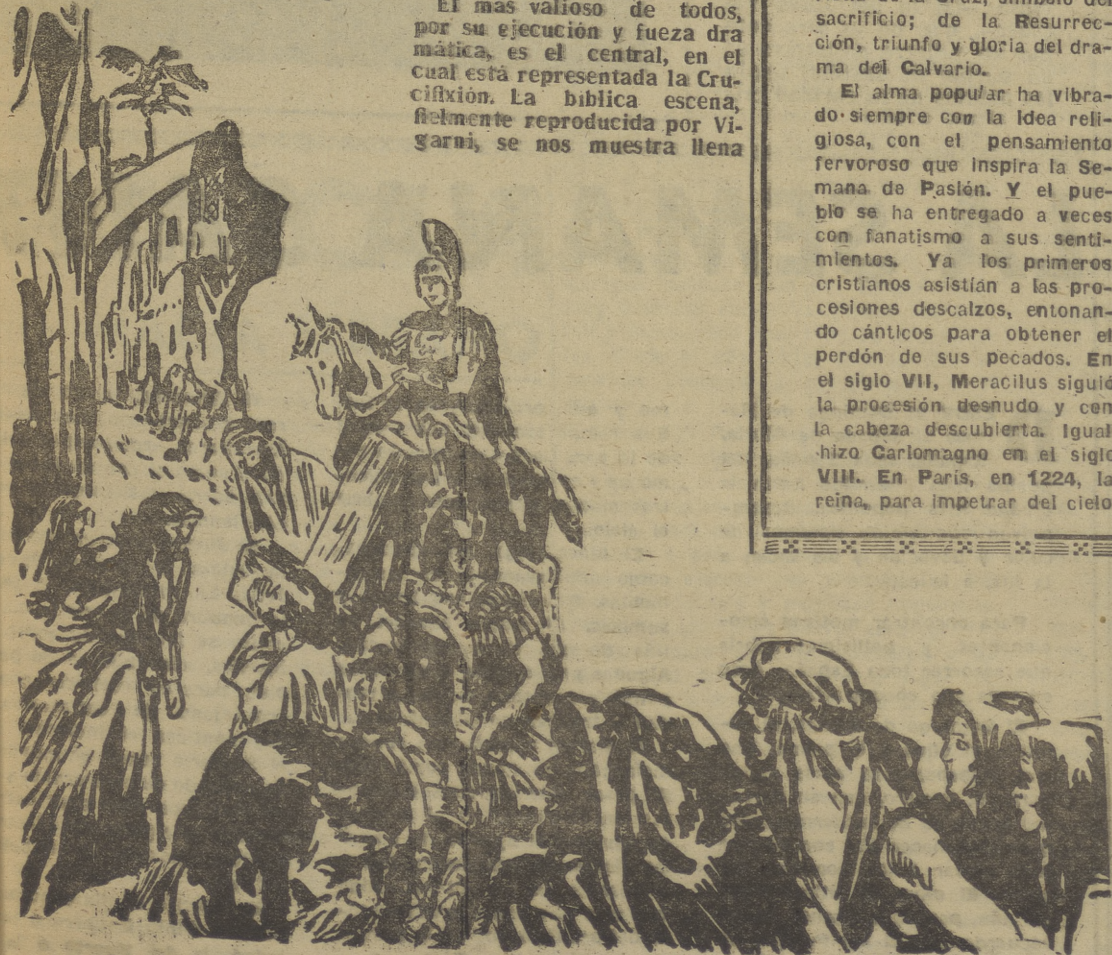 El mas valioso de todos,
por su ejecución y fueza dra
mática, es el central, en el
cual está representada la Cru-
cifixión. La bíblica escena,
fielmente reproducida por Vi-
garni, se nos muestra llena
de la Cruz, símbolo del
sacrificio; de la Resurrec-
ción, triunfo y gloria del dra-
ma del Calvario.
El alma popular ha vibra-
do siempre con la idea reli-
giosa, con el pensamiento
fervoroso que inspira la Se-
mana de Pasión. Y el pue-
blo se ha entregado a veces
con fanatismo a sus senti-
mientos. Ya los primeros
cristianos asistían a las pro-
cesiones descalzos, entonan-
do cánticos para obtener el
perdón de sus pecados. En
el siglo VII, Meracilus siguió
la procesión desnudo y con
la cabeza descubierta. Igual
hizo Carlomagno en el siglo
VIII. En París, en 1224, la
reina, para impetrar del cielo